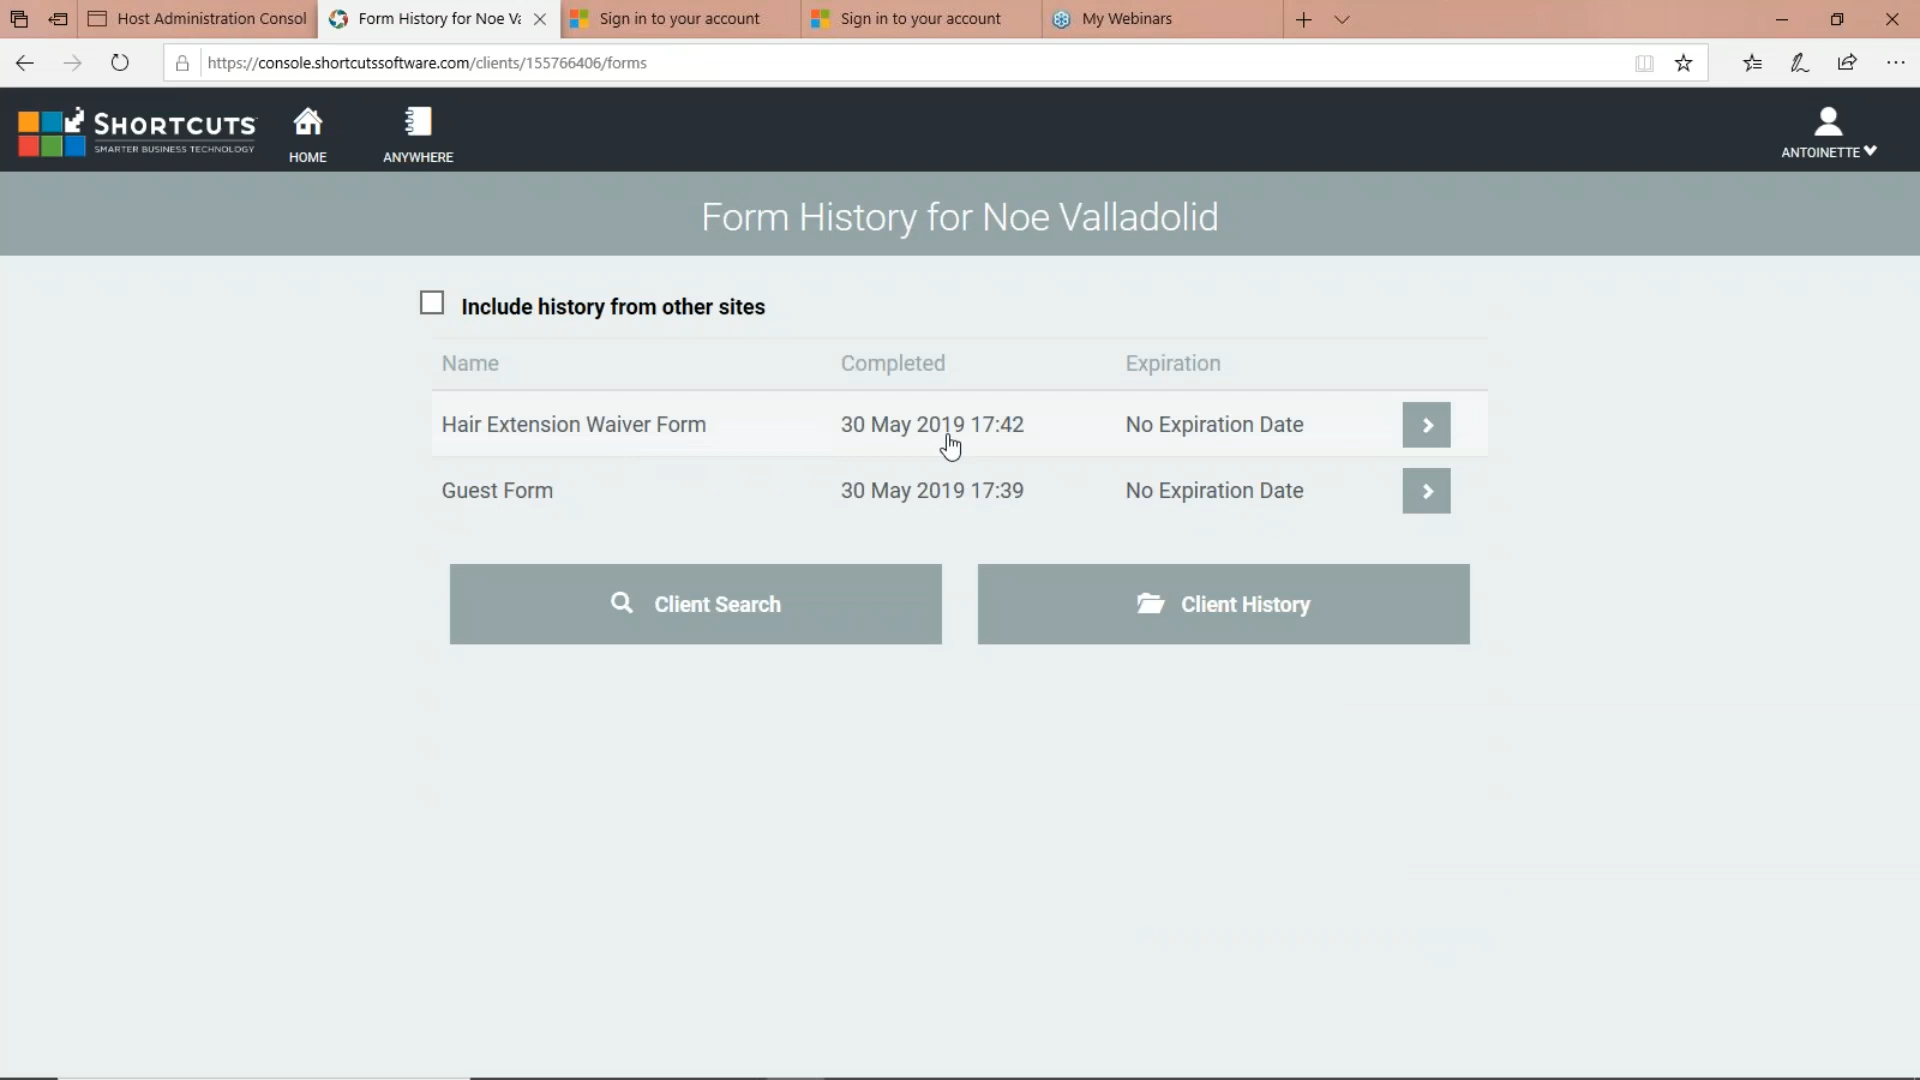 Host Administration Consol
Form History for Noe Va
Sign in to your account
Sign in to your account
My Webinars
https://console.shortcutssoftware.com/clients/155766406/forms
SHORTCUTS
SMARTER BUSINESS TECHNOLOGY
HOME
ANYWHERE
ANTOINETTE
Form History for Noe Valladolid
Include history from other sites
Name Completed Expiration
Hair Extension Waiver Form 30 May 2019 17:42 No Expiration Date
Guest Form 30 May 2019 17:39 No Expiration Date
Client Search
Client History